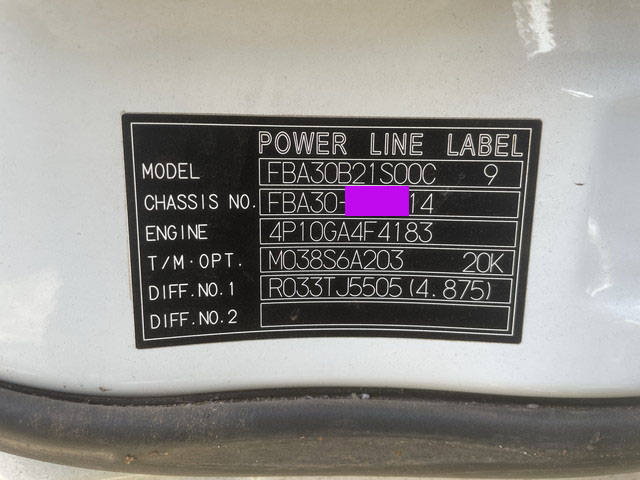 POWER LINE LABEL
MODEL FBA30B21S00C 9
CHASSIS NO. FBA30- 14
ENGINE 4P10GA4F4183
T/M·OPT. M038S6A203 20K
DIFF.NO.1 R033TJ5505(4.875)
DIFF.NO.2